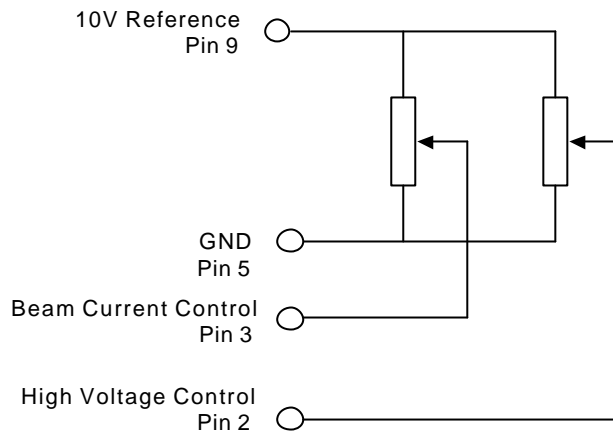 10V Reference
Pin 9
GND
Pin 5
Beam Current Control
Pin 3
High Voltage Control
Pin 2